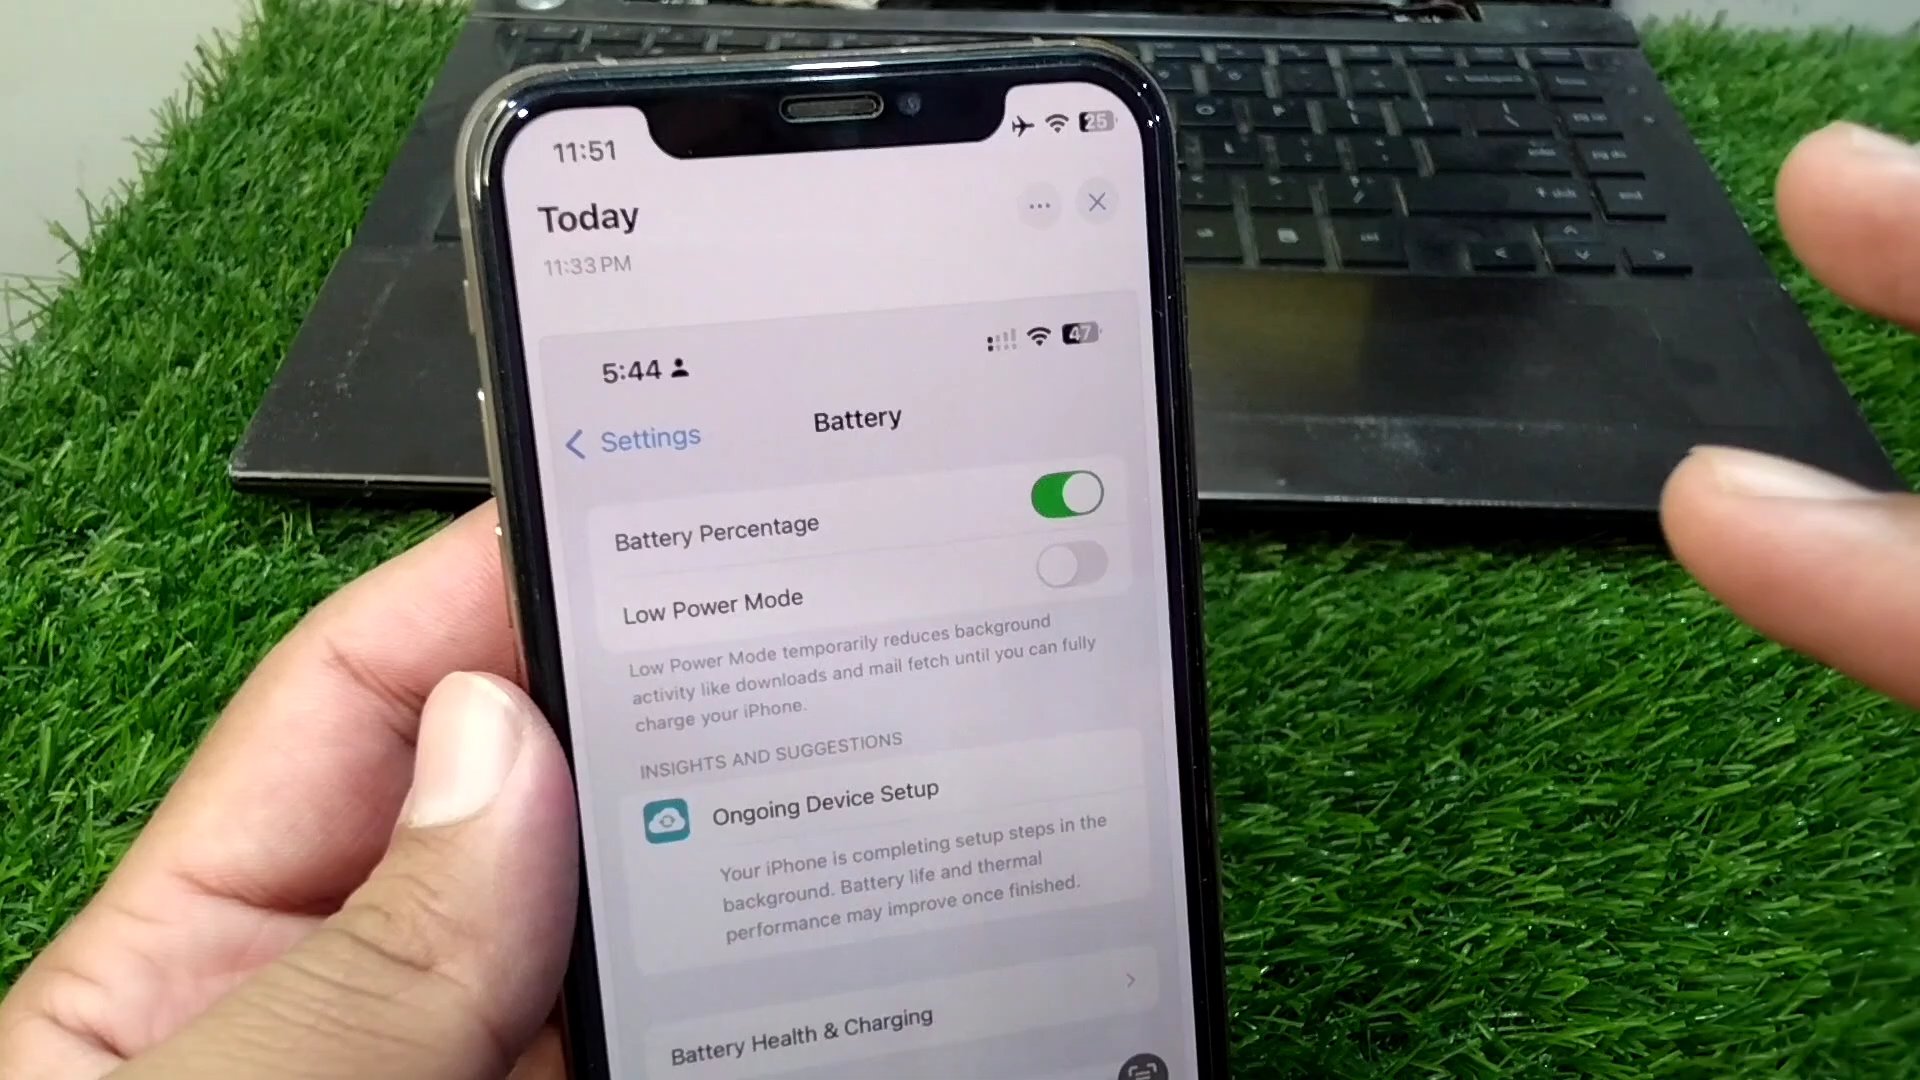 11:51
25
Today
11:33 PM
5:44
47
Settings
Battery
Battery Percentage
Low Power Mode
Low Power Mode temporarily reduces background
activity like downloads and mail fetch until you can fully
charge your iPhone.
INSIGHTS AND SUGGESTIONS
Ongoing Device Setup
Your iPhone is completing setup steps in the
background. Battery life and thermal
performance may improve once finished.
Battery Health & Charging